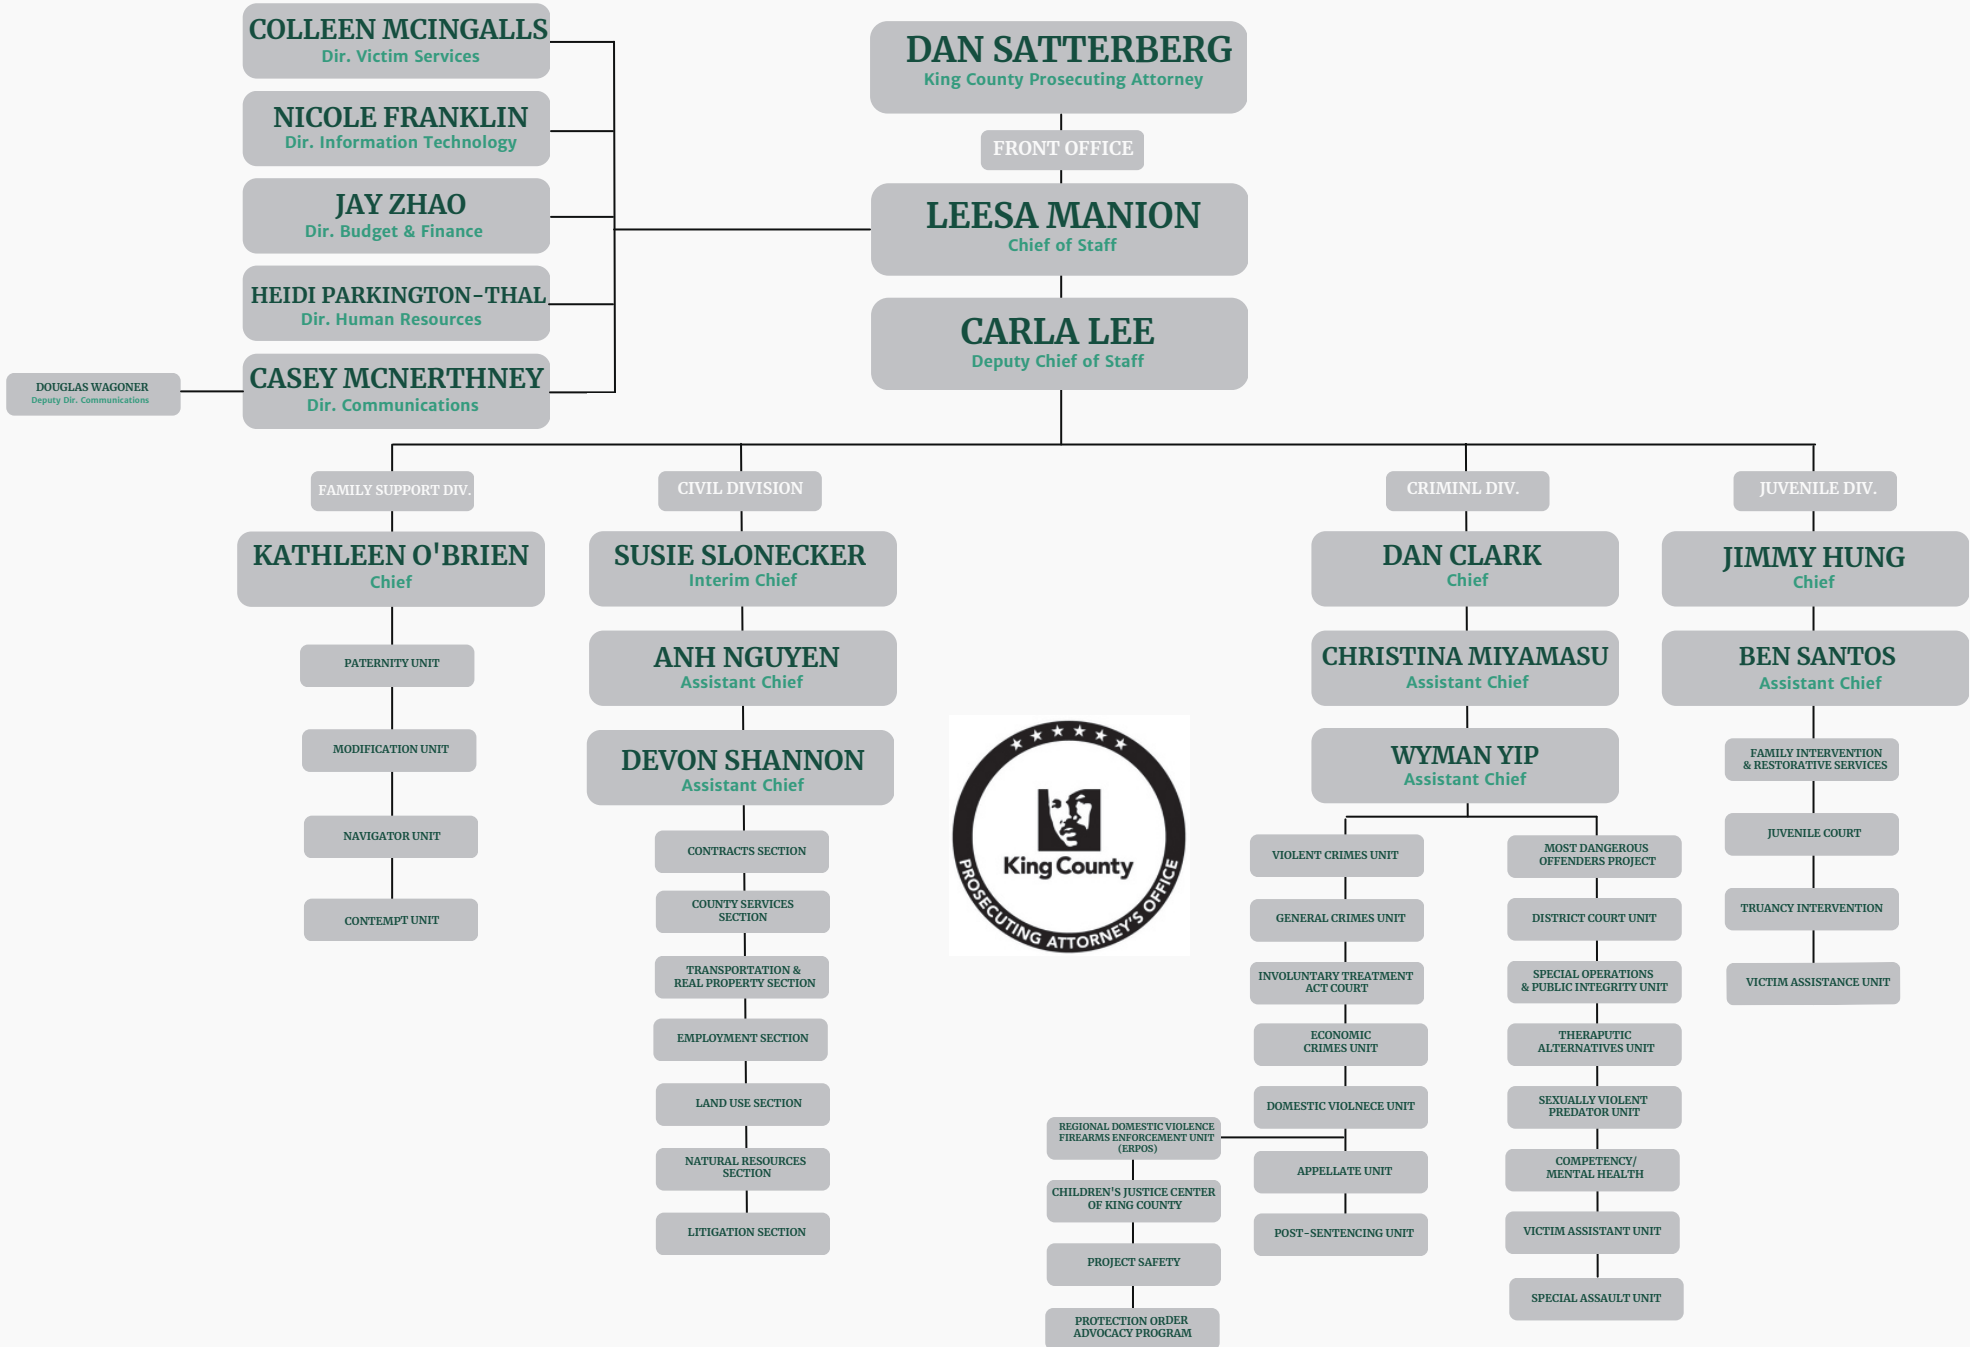 COLLEEN MCINGALLS
Dir. Victim Services
NICOLE FRANKLIN
Dir. Information Technology
JAY ZHAO
Dir. Budget & Finance
HEIDI PARKINGTON-THAL
Dir. Human Resources
CASEY MCNERTHNEY
Dir. Communications
DOUGLAS WAGONER
Deputy Dir. Communications
DAN SATTERBERG
King County Prosecuting Attorney
FRONT OFFICE
LEESA MANION
Chief of Staff
CARLA LEE
Deputy Chief of Staff
FAMILY SUPPORT DIV.
KATHLEEN O'BRIEN
Chief
PATERNITY UNIT
MODIFICATION UNIT
NAVIGATOR UNIT
CONTEMPT UNIT
CIVIL DIVISION
SUSIE SLONECKER
Interim Chief
ANH NGUYEN
Assistant Chief
DEVON SHANNON
Assistant Chief
CONTRACTS SECTION
COUNTY SERVICES
SECTION
TRANSPORTATION &
REAL PROPERTY SECTION
EMPLOYMENT SECTION
LAND USE SECTION
NATURAL RESOURCES
SECTION
LITIGATION SECTION
King County
PROSECUTING ATTORNEY'S OFFICE
CRIMINL DIV.
DAN CLARK
Chief
CHRISTINA MIYAMASU
Assistant Chief
WYMAN YIP
Assistant Chief
VIOLENT CRIMES UNIT
GENERAL CRIMES UNIT
INVOLUNTARY TREATMENT
ACT COURT
ECONOMIC
CRIMES UNIT
DOMESTIC VIOLNECE UNIT
REGIONAL DOMESTIC VIOLENCE
FIREARMS ENFORCEMENT UNIT
(ERPOS)
CHILDREN'S JUSTICE CENTER
OF KING COUNTY
PROJECT SAFETY
PROTECTION ORDER
ADVOCACY PROGRAM
APPELLATE UNIT
POST-SENTENCING UNIT
MOST DANGEROUS
OFFENDERS PROJECT
DISTRICT COURT UNIT
SPECIAL OPERATIONS
& PUBLIC INTEGRITY UNIT
THERAPUTIC
ALTERNATIVES UNIT
SEXUALLY VIOLENT
PREDATOR UNIT
COMPETENCY/
MENTAL HEALTH
VICTIM ASSISTANT UNIT
SPECIAL ASSAULT UNIT
JUVENILE DIV.
JIMMY HUNG
Chief
BEN SANTOS
Assistant Chief
FAMILY INTERVENTION
& RESTORATIVE SERVICES
JUVENILE COURT
TRUANCY INTERVENTION
VICTIM ASSISTANCE UNIT